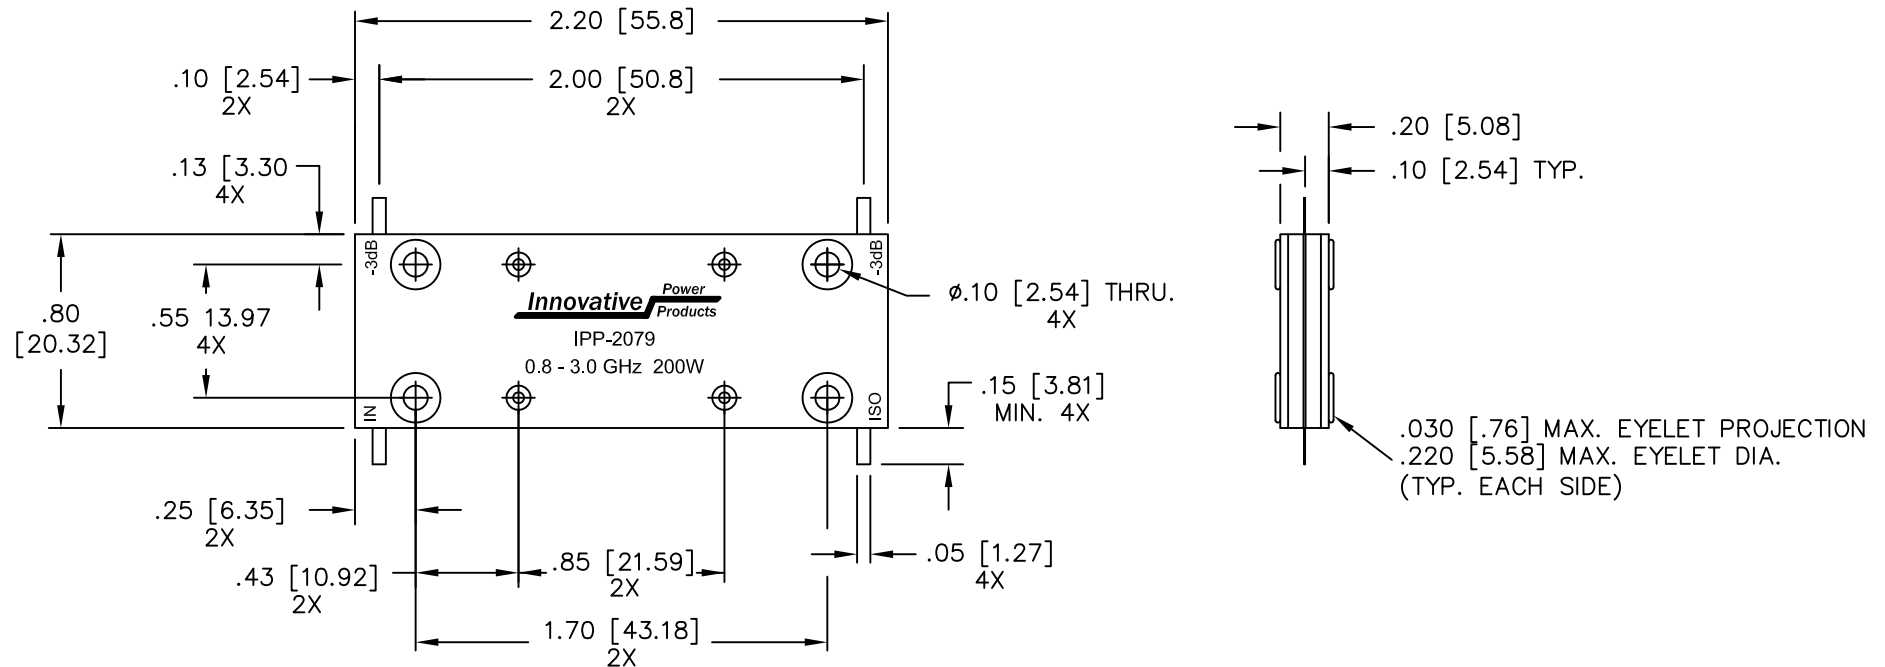 2.20 [55.8]
.10 [2.54]
2X
2.00 [50.8]
2X
.13 [3.30
4X
.80
[20.32]
.55 13.97
4X
-3dB
-3dB
Innovative Power Products
IPP-2079
0.8 - 3.0 GHz 200W
IN
ISO
ø.10 [2.54] THRU.
4X
.15 [3.81]
MIN. 4X
.25 [6.35]
2X
.43 [10.92]
2X
.85 [21.59]
2X
.05 [1.27]
4X
1.70 [43.18]
2X
.20 [5.08]
.10 [2.54] TYP.
.030 [.76] MAX. EYELET PROJECTION
.220 [5.58] MAX. EYELET DIA.
(TYP. EACH SIDE)